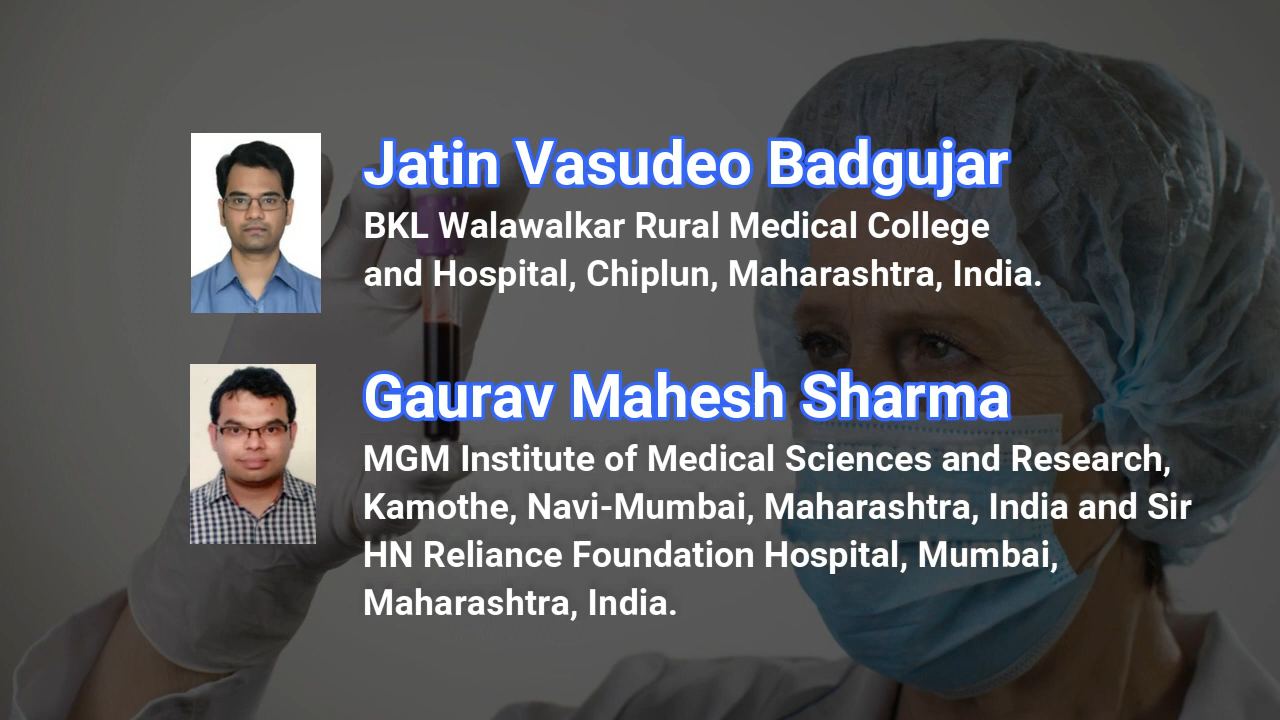 Jatin Vasudeo Badgujar
BKL Walawalkar Rural Medical College
and Hospital, Chiplun, Maharashtra, India.
Gaurav Mahesh Sharma
MGM Institute of Medical Sciences and Research,
Kamothe, Navi-Mumbai, Maharashtra, India and Sir
HN Reliance Foundation Hospital, Mumbai,
Maharashtra, India.